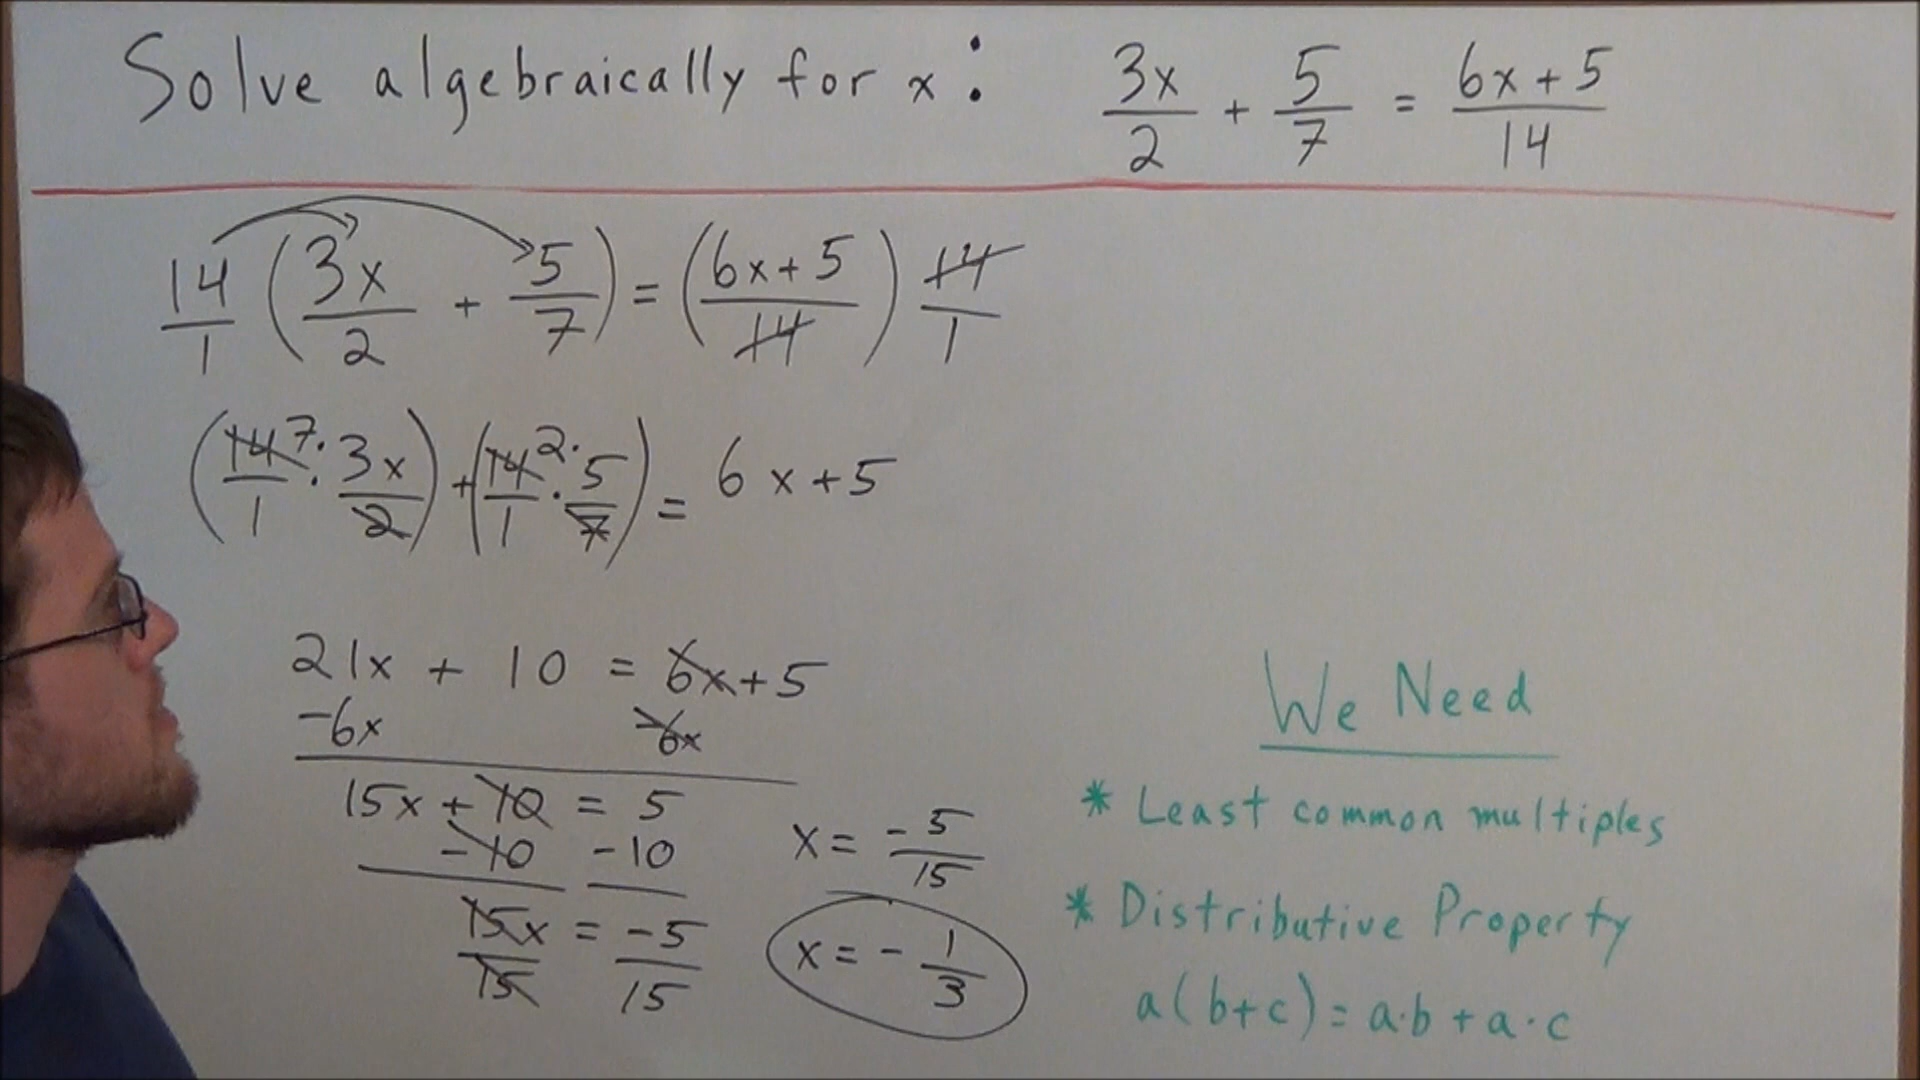 Solve algebraically for x: 3x/2 + 5/7 = (6x+5)/14
14/1 (3x/2 + 5/7) = ((6x+5)/14) 14/1
(14/1 7· · 3x/2) + (14/1 2· · 5/7) = 6x+5
21x + 10 = 6x+5
-6x -6x
15x + 10 = 5
-10 -10
15x/15 = -5/15
x = -5/15
x = -1/3
We Need
* Least common multiples
* Distributive Property
a(b+c) = a·b + a·c